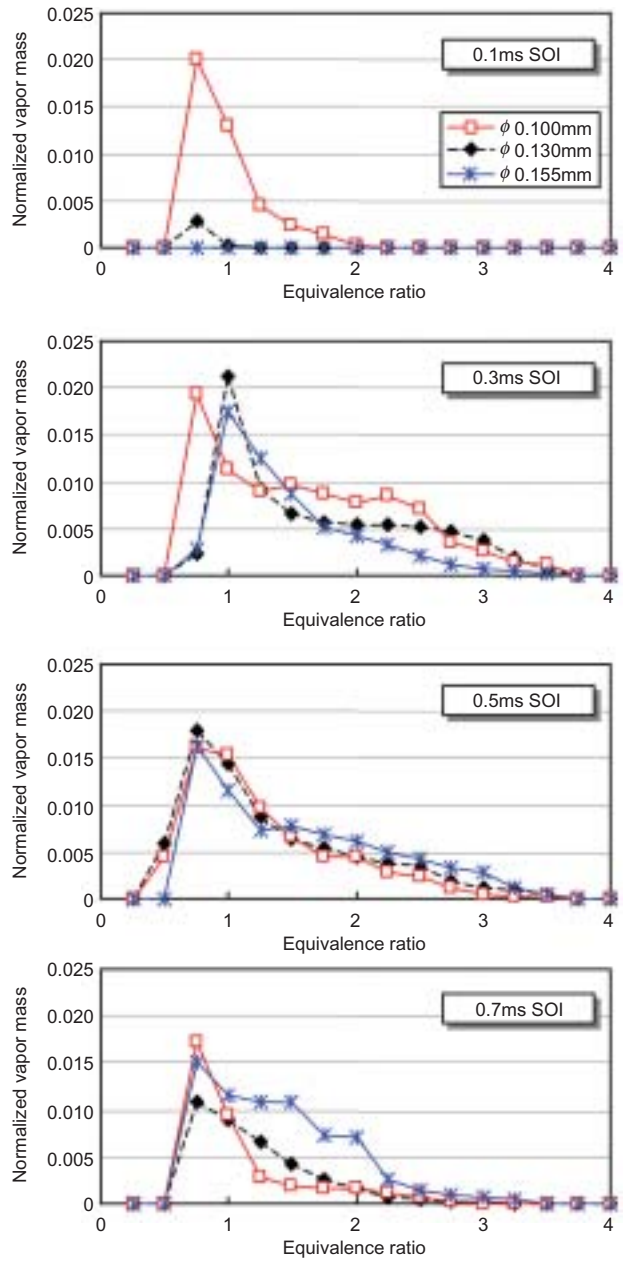 0.025
0.020
0.015
0.010
0.005
0
Normalized vapor mass
0.1ms SOI
ϕ 0.100mm
ϕ 0.130mm
ϕ 0.155mm
0 1 2 3 4
Equivalence ratio
0.025
0.020
0.015
0.010
0.005
0
Normalized vapor mass
0.3ms SOI
0 1 2 3 4
Equivalence ratio
0.025
0.020
0.015
0.010
0.005
0
Normalized vapor mass
0.5ms SOI
0 1 2 3 4
Equivalence ratio
0.025
0.020
0.015
0.010
0.005
0
Normalized vapor mass
0.7ms SOI
0 1 2 3 4
Equivalence ratio